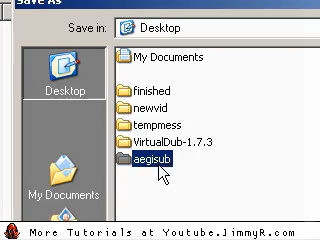 Save As
Save in:
Desktop
My Documents
finished
newvid
tempmess
VirtualDub-1.7.3
aegisub
Desktop
My Documents
More Tutorials at Youtube.JimmyR.com